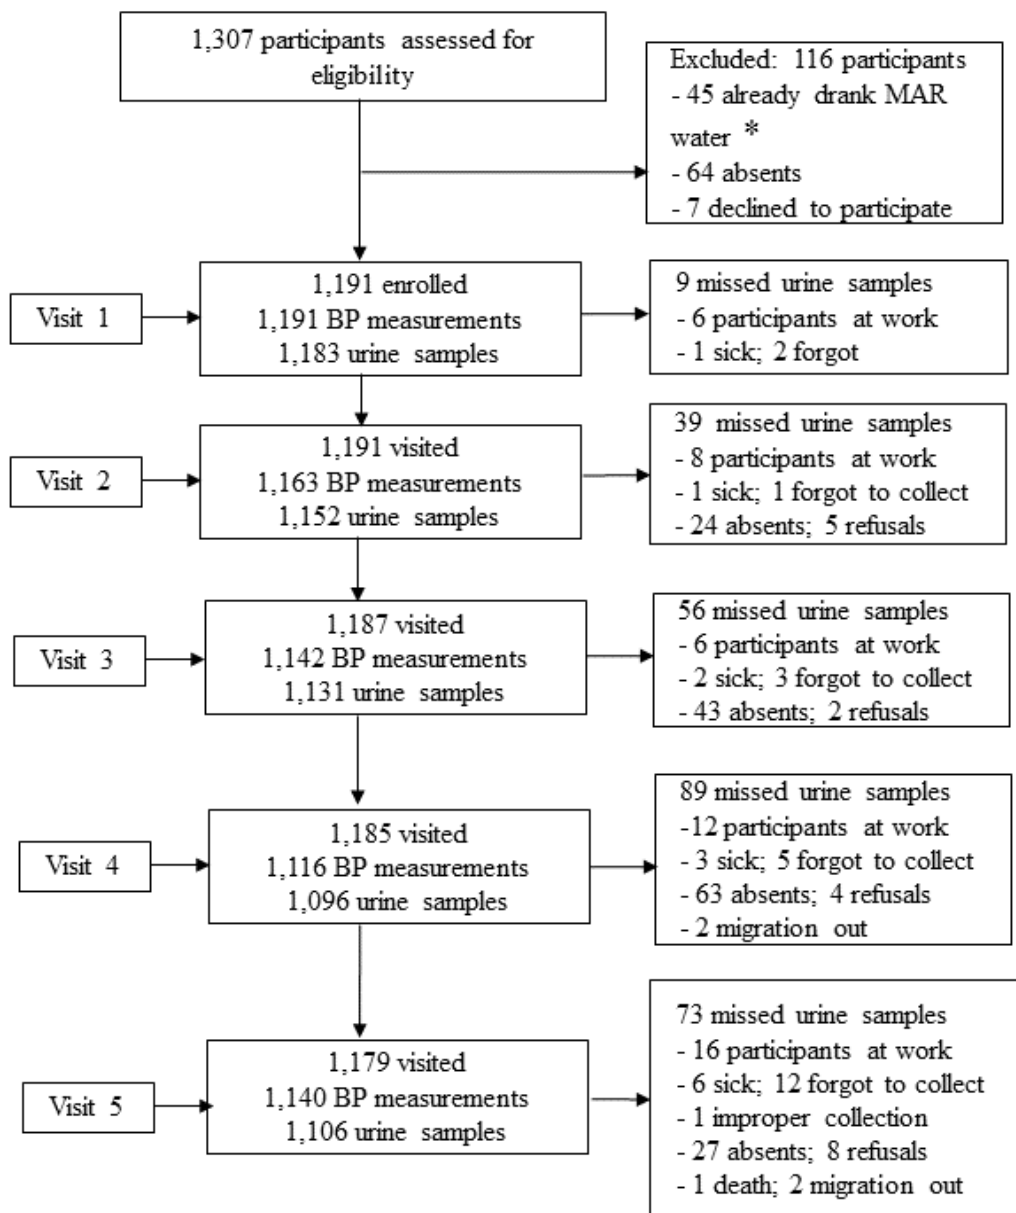 1,307 participants assessed for
eligibility
Excluded: 116 participants
- 45 already drank MAR
water *
- 64 absents
- 7 declined to participate
Visit 1
1,191 enrolled
1,191 BP measurements
1,183 urine samples
9 missed urine samples
- 6 participants at work
- 1 sick; 2 forgot
Visit 2
1,191 visited
1,163 BP measurements
1,152 urine samples
39 missed urine samples
- 8 participants at work
- 1 sick; 1 forgot to collect
- 24 absents; 5 refusals
Visit 3
1,187 visited
1,142 BP measurements
1,131 urine samples
56 missed urine samples
- 6 participants at work
- 2 sick; 3 forgot to collect
- 43 absents; 2 refusals
Visit 4
1,185 visited
1,116 BP measurements
1,096 urine samples
89 missed urine samples
-12 participants at work
- 3 sick; 5 forgot to collect
- 63 absents; 4 refusals
- 2 migration out
Visit 5
1,179 visited
1,140 BP measurements
1,106 urine samples
73 missed urine samples
- 16 participants at work
- 6 sick; 12 forgot to collect
- 1 improper collection
- 27 absents; 8 refusals
- 1 death; 2 migration out